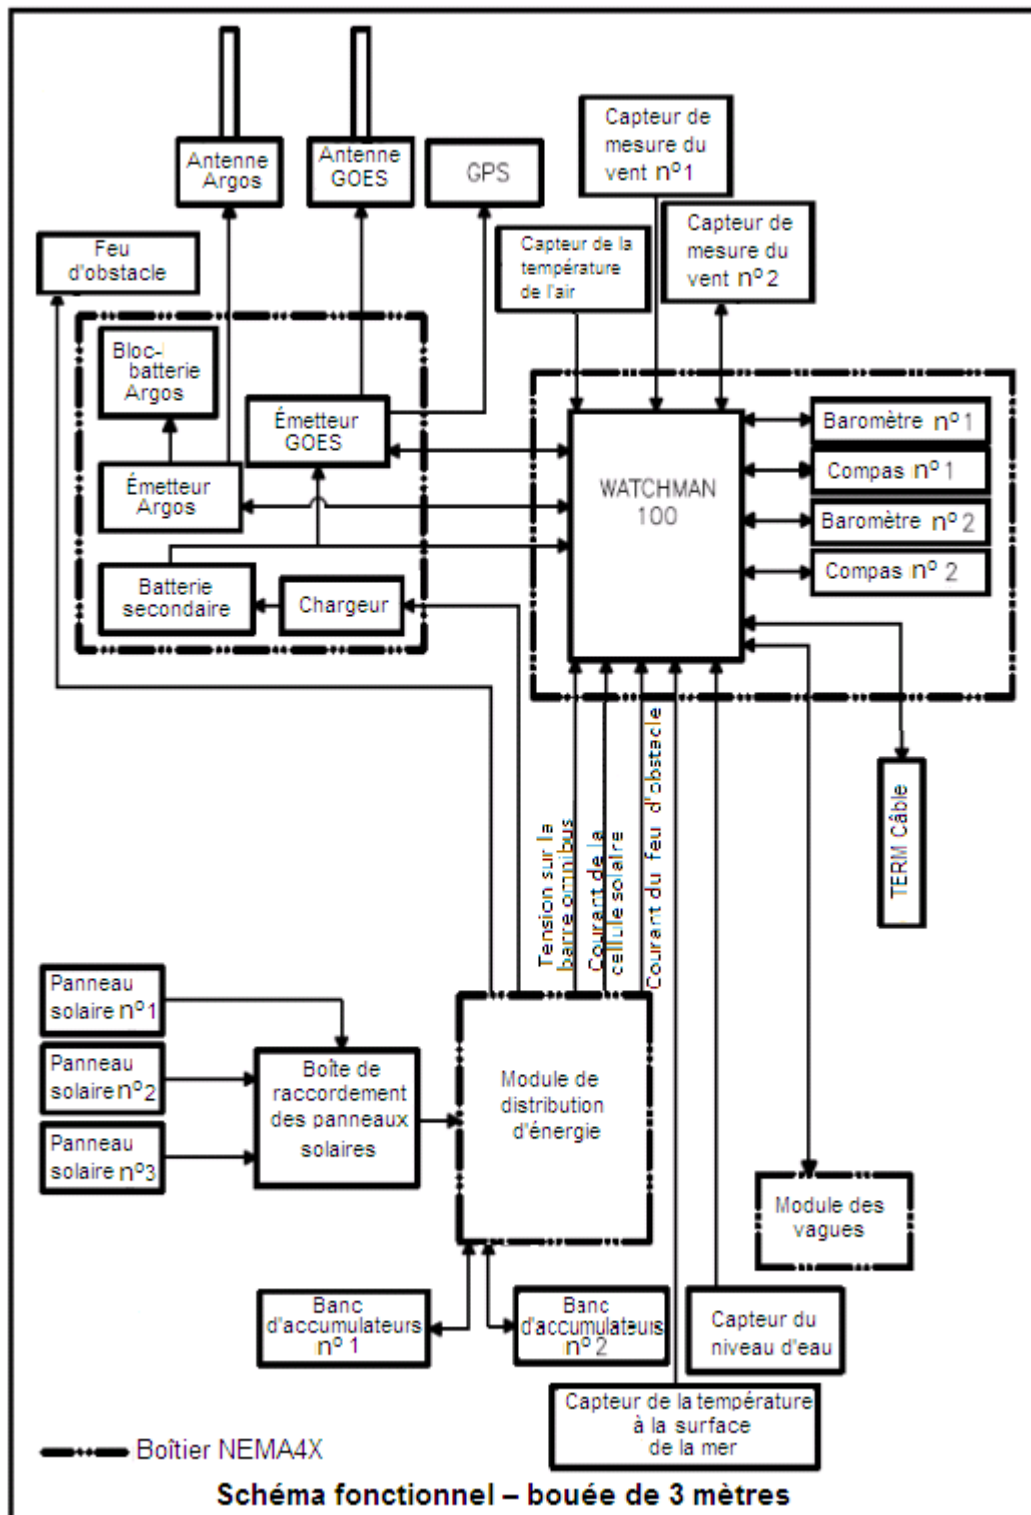 Antenne
Argos
Antenne
GOES
GPS
Capteur de
mesure du
vent nº1
Feu
d'obstacle
Capteur de la
température
de l'air
Capteur de
mesure du
vent nº2
Bloc-
batterie
Argos
Émetteur
GOES
Émetteur
Argos
Batterie
secondaire
Chargeur
WATCHMAN
100
Baromètre nº1
Compas nº1
Baromètre nº2
Compas nº 2
Tension sur la
barre omnibus
Courant de la
cellule solaire
Courant du feu d'obstacle
TERM Câble
Panneau
solaire nº1
Panneau
solaire nº2
Panneau
solaire nº3
Boîte de
raccordement
des panneaux
solaires
Module de
distribution
d'énergie
Module des
vagues
Banc
d'accumulateurs
nº1
Banc
d'accumulateurs
nº2
Capteur du
niveau d'eau
Capteur de la température
à la surface
de la mer
Boîtier NEMA4X
Schéma fonctionnel – bouée de 3 mètres